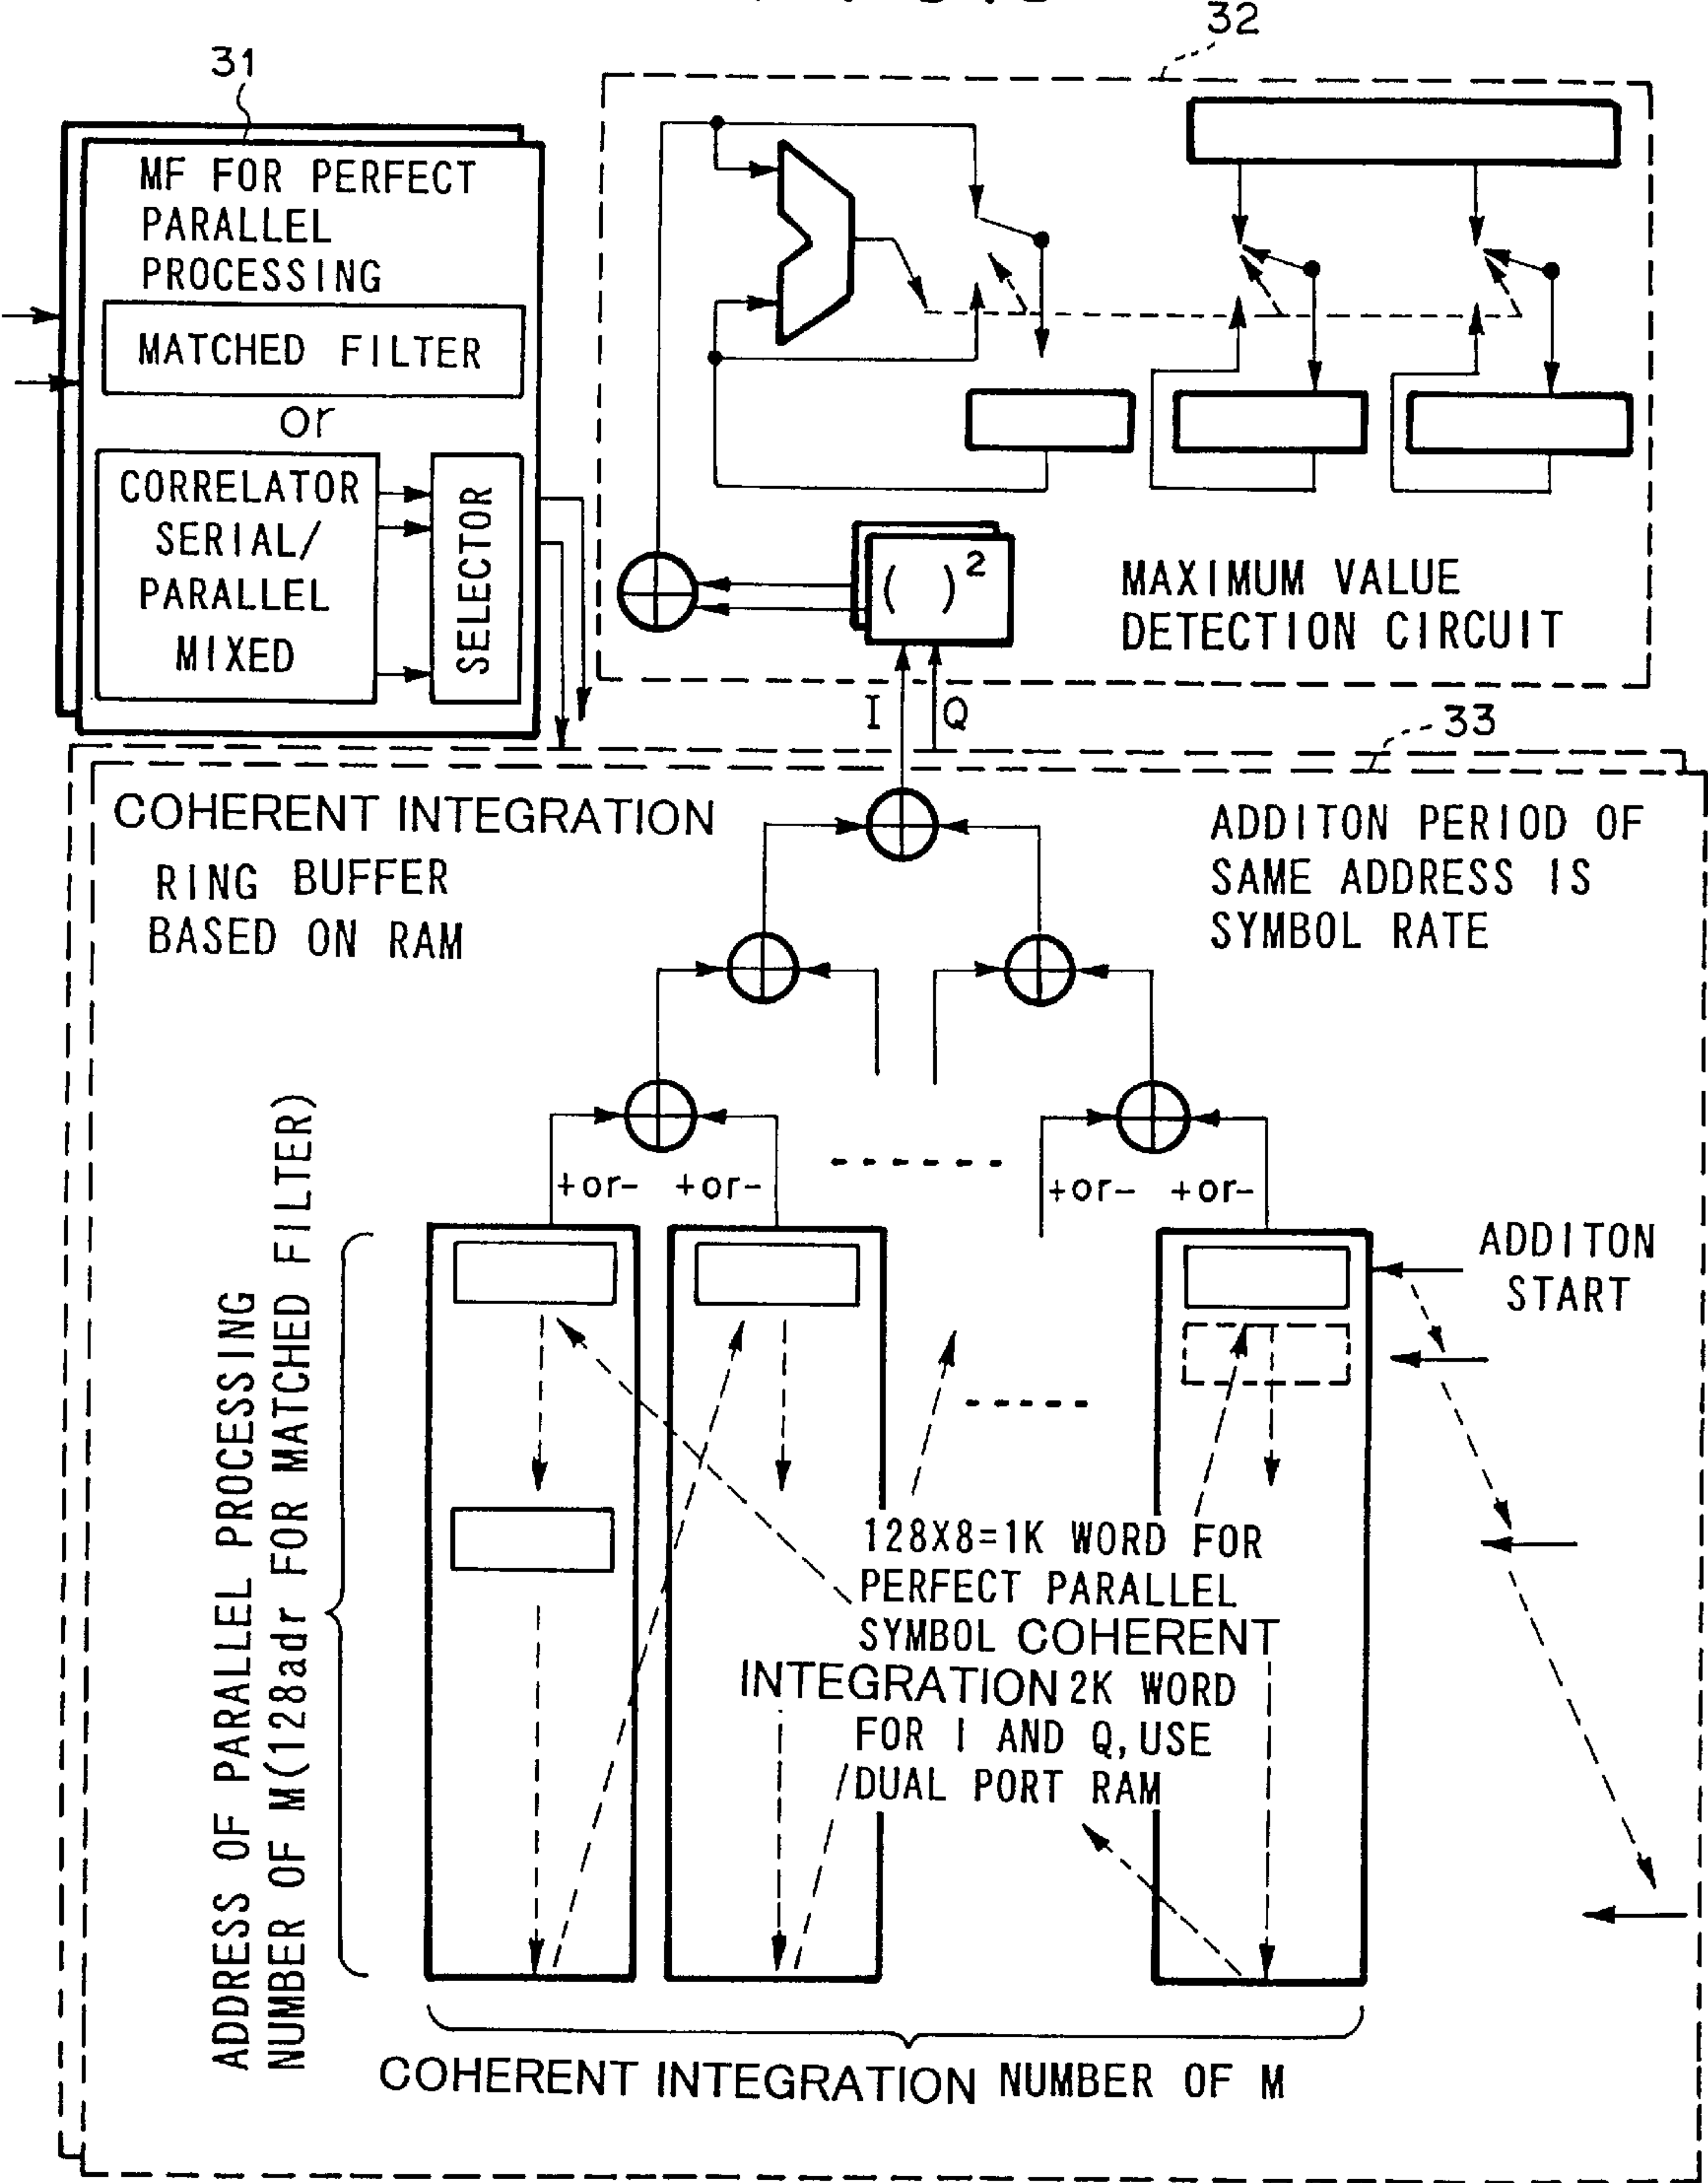 32
31
MF FOR PERFECT
PARALLEL
PROCESSING
MATCHED FILTER
or
CORRELATOR
SERIAL/
PARALLEL
MIXED
SELECTOR
( )²
MAXIMUM VALUE
DETECTION CIRCUIT
I Q
33
COHERENT INTEGRATION
RING BUFFER
BASED ON RAM
ADDITON PERIOD OF
SAME ADDRESS IS
SYMBOL RATE
+or- +or- +or- +or-
ADDITON
START
ADDRESS OF PARALLEL PROCESSING
NUMBER OF M(128adr FOR MATCHED FILTER)
128X8=1K WORD FOR
PERFECT PARALLEL
SYMBOL COHERENT
INTEGRATION 2K WORD
FOR I AND Q, USE
DUAL PORT RAM
COHERENT INTEGRATION NUMBER OF M